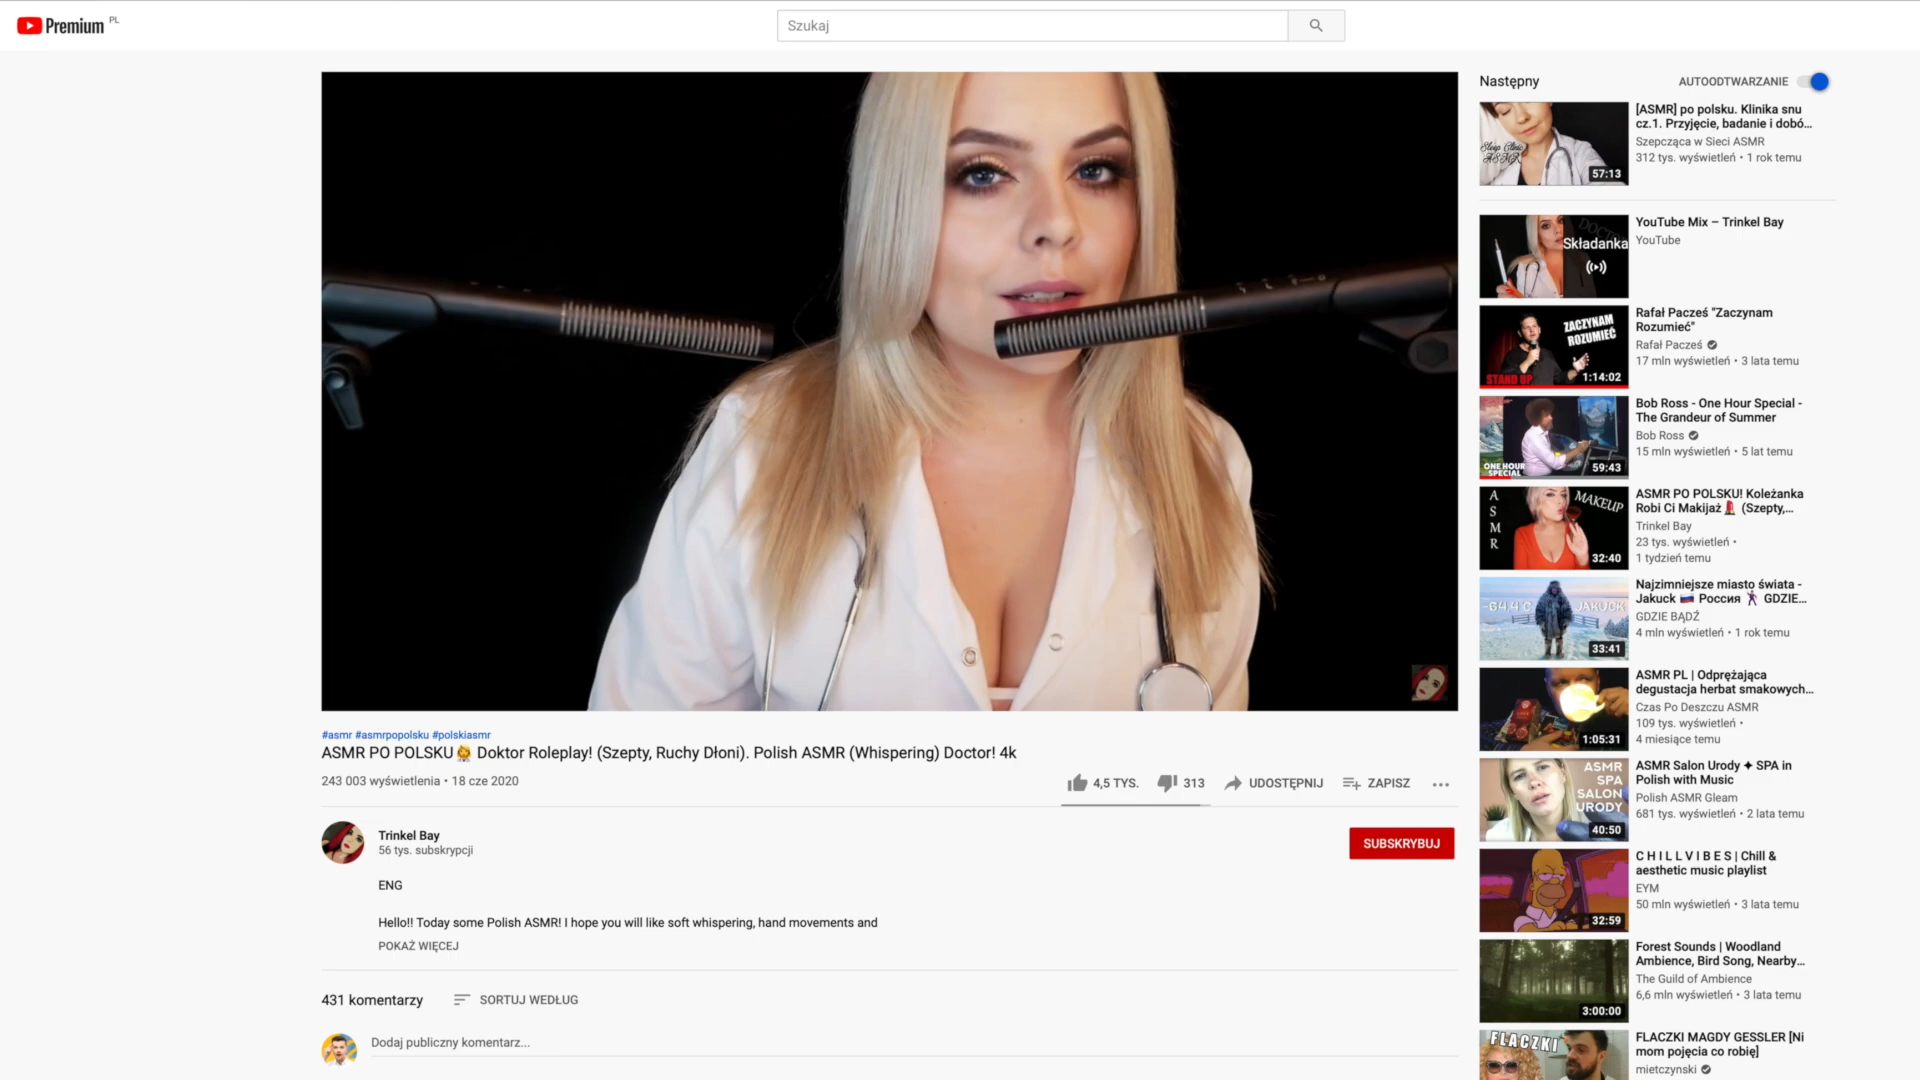 Premium PL
Szukaj
#asmr #asmrpopolsku #polskiasmr
ASMR PO POLSKU Doktor Roleplay! (Szepty, Ruchy Dłoni). Polish ASMR (Whispering) Doctor! 4k
243 003 wyświetlenia • 18 cze 2020
4,5 TYS.
313
UDOSTĘPNIJ
ZAPISZ
Trinkel Bay
56 tys. subskrypcji
SUBSKRYBUJ
ENG
Hello!! Today some Polish ASMR! I hope you will like soft whispering, hand movements and
POKAŻ WIĘCEJ
431 komentarzy
SORTUJ WEDŁUG
Dodaj publiczny komentarz...
Następny
AUTOODTWARZANIE
Sleep Clinic
ASMR
57:13
[ASMR] po polsku. Klinika snu
cz.1. Przyjęcie, badanie i dobó...
Szepcząca w Sieci ASMR
312 tys. wyświetleń • 1 rok temu
DOCTOR
Składanka
YouTube Mix – Trinkel Bay
YouTube
ZACZYNAM
ROZUMIEĆ
STAND UP
1:14:02
Rafał Pacześ "Zaczynam
Rozumieć"
Rafał Pacześ
17 mln wyświetleń • 3 lata temu
ONE HOUR
SPECIAL
59:43
Bob Ross - One Hour Special -
The Grandeur of Summer
Bob Ross
15 mln wyświetleń • 5 lat temu
A
S
M
R
MAKEUP
32:40
ASMR PO POLSKU! Koleżanka
Robi Ci Makijaż (Szepty,...
Trinkel Bay
23 tys. wyświetleń •
1 tydzień temu
-64,4°C
JAKUCK
33:41
Najzimniejsze miasto świata -
Jakuck Россия GDZIE...
GDZIE BĄDŹ
4 mln wyświetleń • 1 rok temu
1:05:31
ASMR PL | Odprężająca
degustacja herbat smakowych...
Czas Po Deszczu ASMR
109 tys. wyświetleń •
4 miesiące temu
ASMR
SPA
SALON
URODY
40:50
ASMR Salon Urody ✦ SPA in
Polish with Music
Polish ASMR Gleam
681 tys. wyświetleń • 2 lata temu
32:59
C H I L L V I B E S | Chill &
aesthetic music playlist
EYM
50 mln wyświetleń • 3 lata temu
3:00:00
Forest Sounds | Woodland
Ambience, Bird Song, Nearby...
The Guild of Ambience
6,6 mln wyświetleń • 3 lata temu
FLACZKI
FLACZKI MAGDY GESSLER [Ni
mom pojęcia co robię]
mietczynski